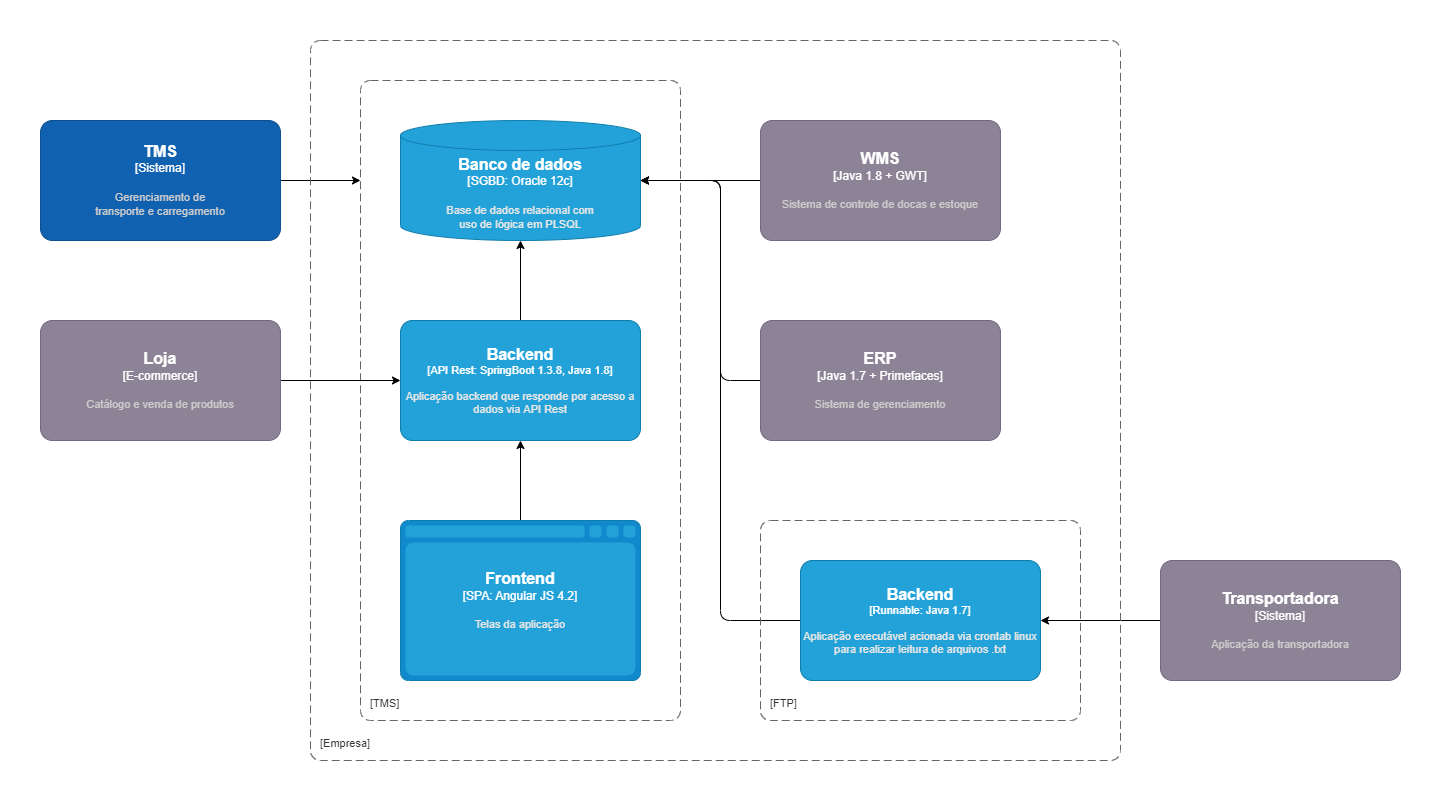 TMS
[Sistema]
Gerenciamento de
transporte e carregamento
Banco de dados
[SGBD: Oracle 12c]
Base de dados relacional com
uso de lógica em PLSQL
WMS
[Java 1.8 + GWT]
Sistema de controle de docas e estoque
Loja
[E-commerce]
Catálogo e venda de produtos
Backend
[API Rest: SpringBoot 1.3.8, Java 1.8]
Aplicação backend que responde por acesso a
dados via API Rest
ERP
[Java 1.7 + Primefaces]
Sistema de gerenciamento
Frontend
[SPA: Angular JS 4.2]
Telas da aplicação
Backend
[Runnable: Java 1.7]
Aplicação executável acionada via crontab linux
para realizar leitura de arquivos .txt
Transportadora
[Sistema]
Aplicação da transportadora
[TMS]
[FTP]
[Empresa]